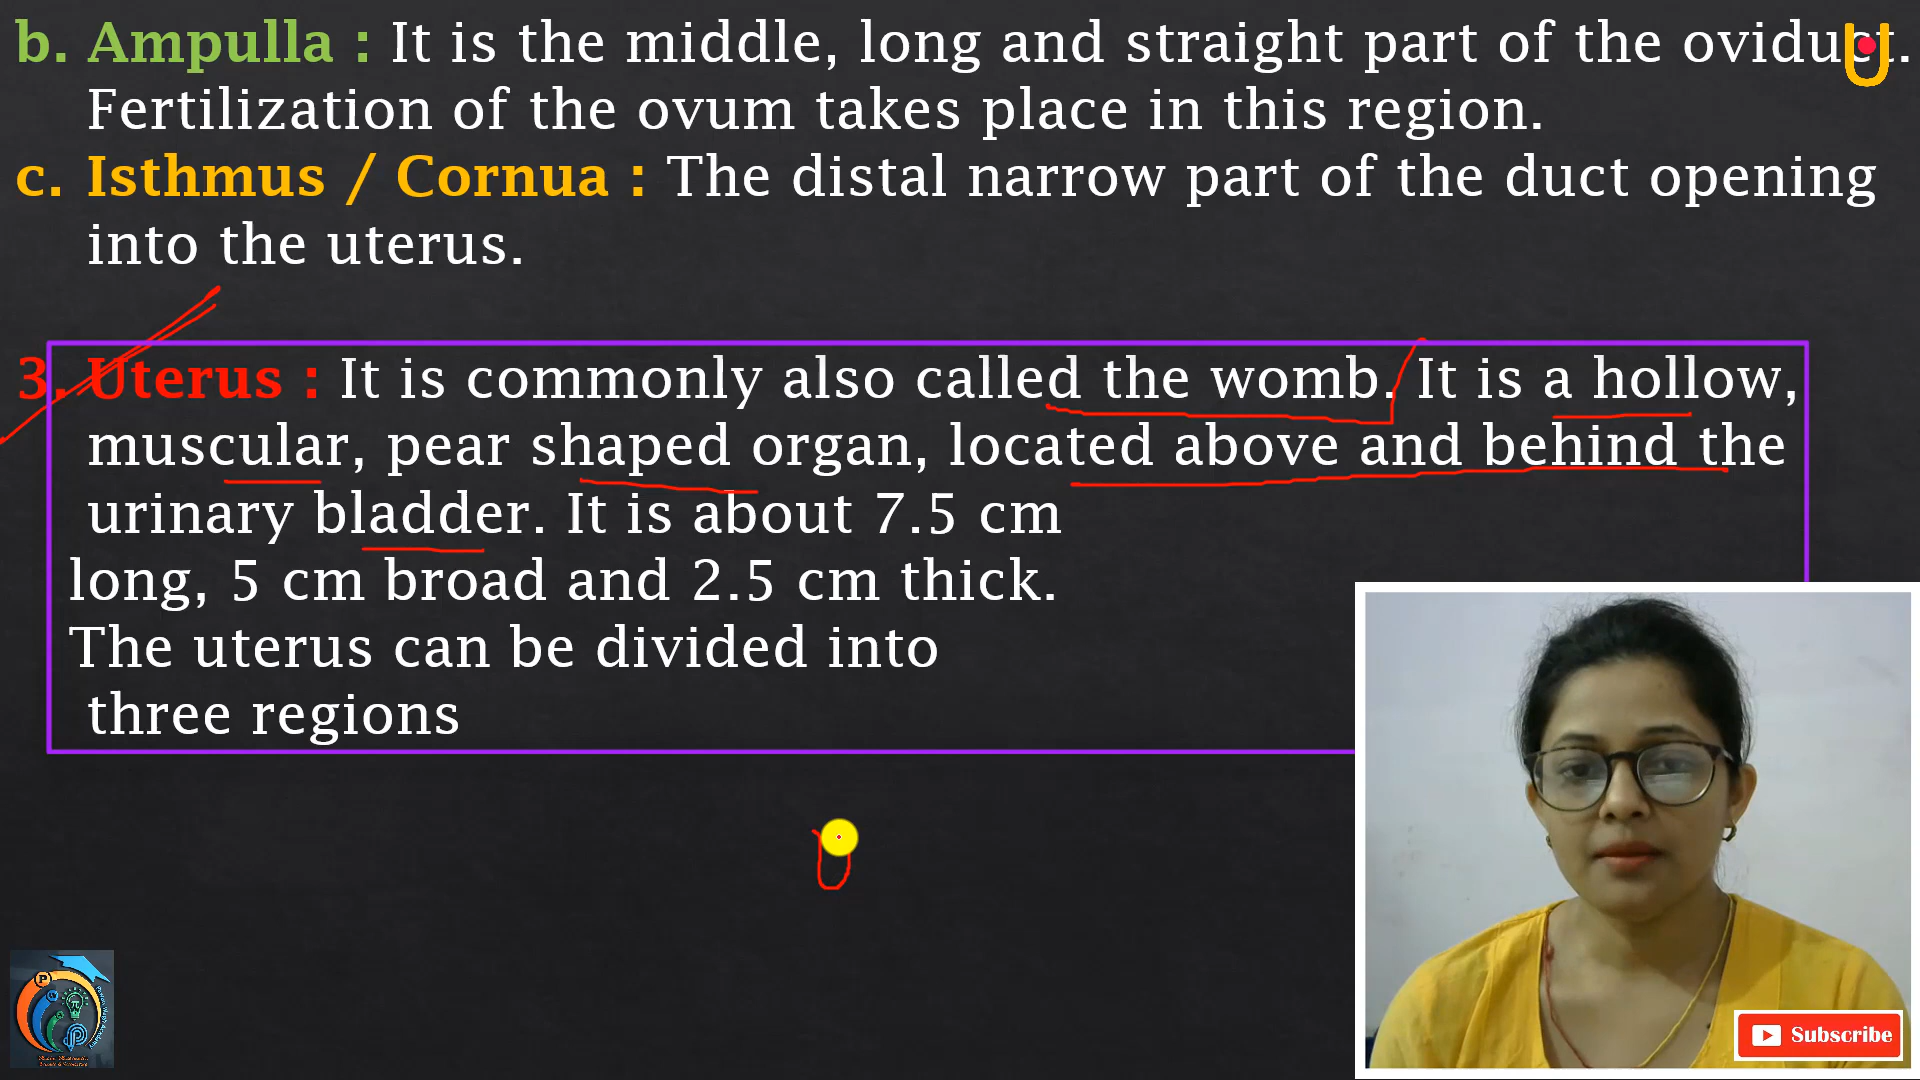 b. Ampulla : It is the middle, long and straight part of the oviduct.
Fertilization of the ovum takes place in this region.
c. Isthmus / Cornua : The distal narrow part of the duct opening
into the uterus.
3. Uterus : It is commonly also called the womb. It is a hollow,
muscular, pear shaped organ, located above and behind the
urinary bladder. It is about 7.5 cm
long, 5 cm broad and 2.5 cm thick.
The uterus can be divided into
three regions
Subscribe